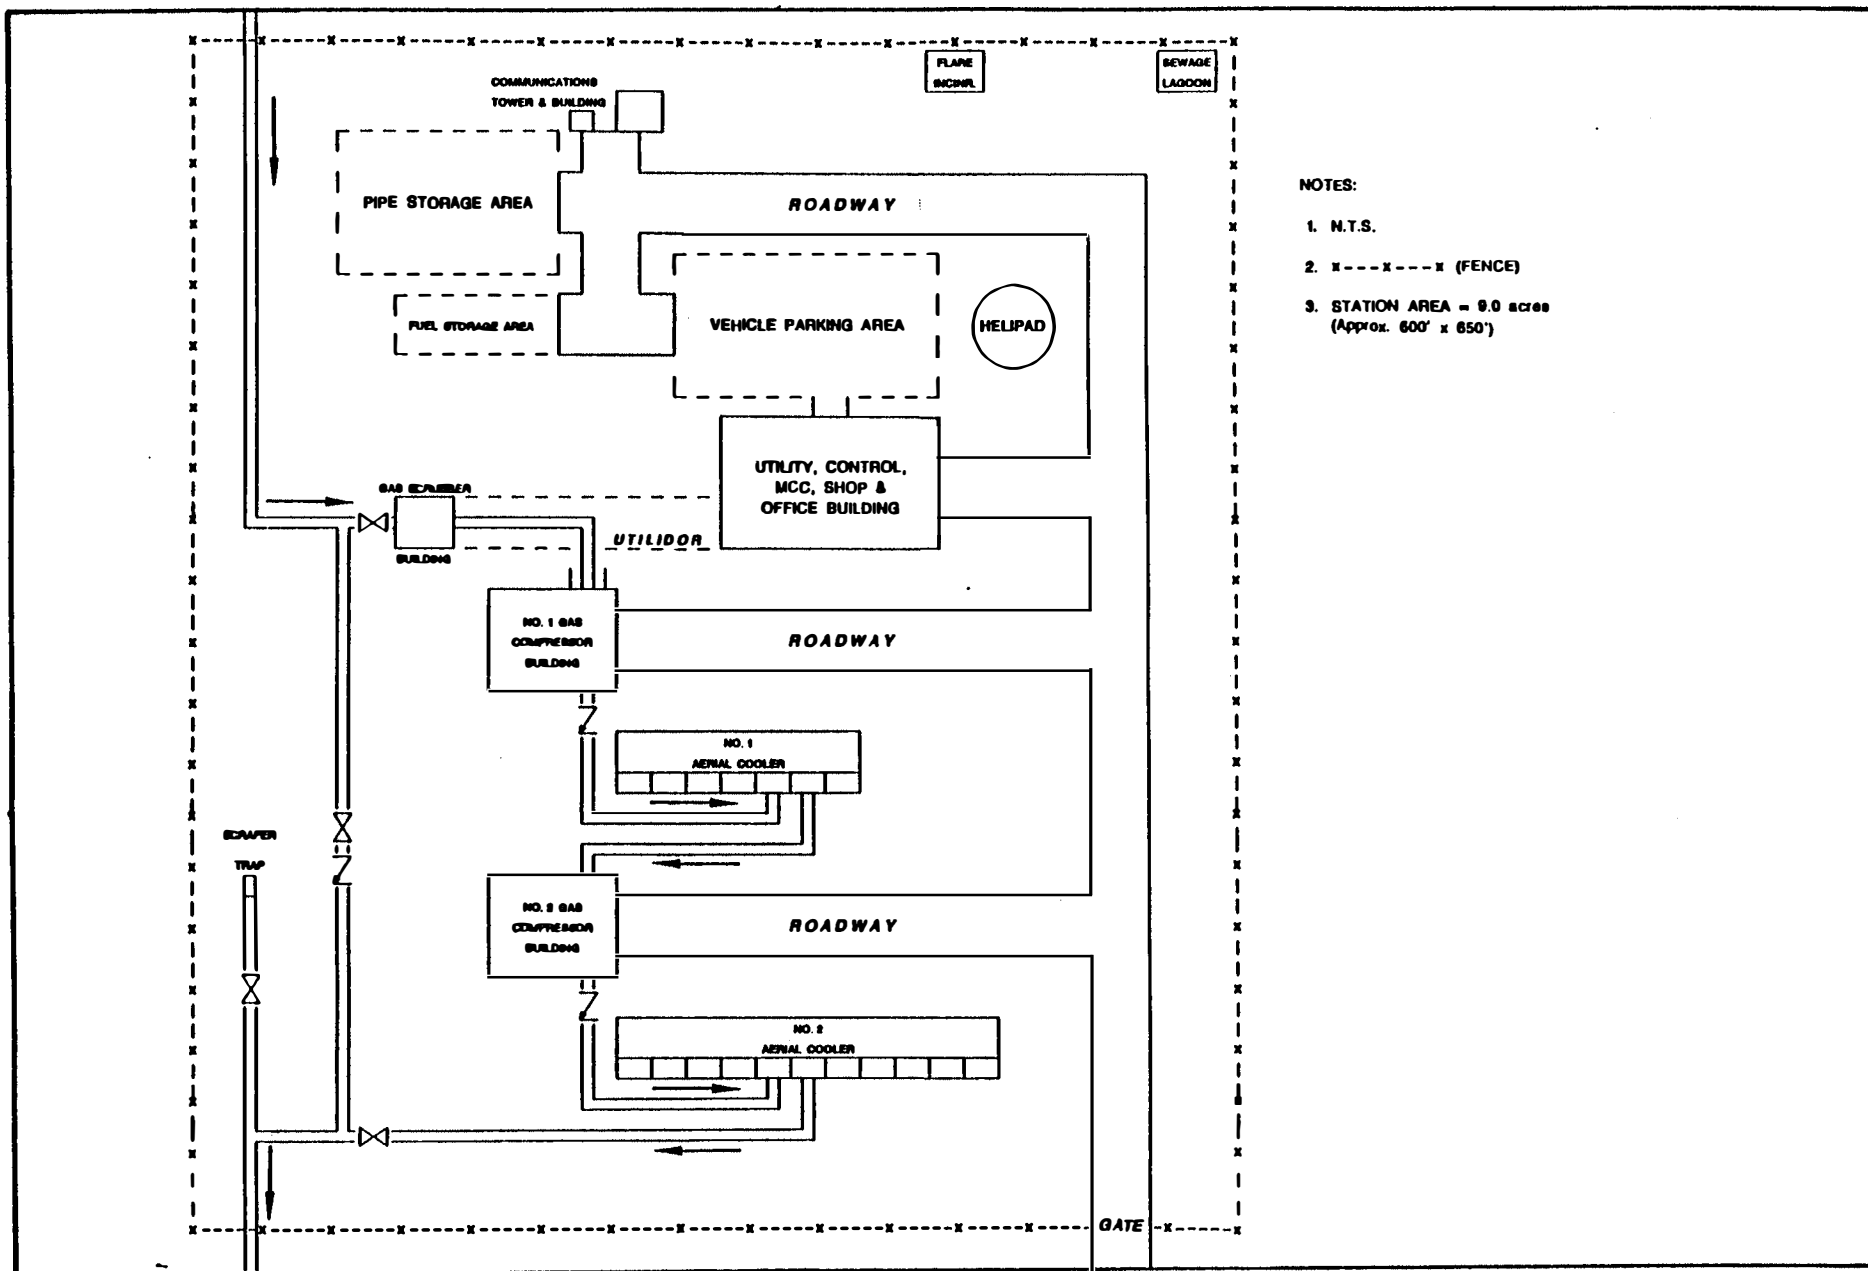 FLARE
INCINR.
SEWAGE
LAGOON
COMMUNICATIONS
TOWER & BUILDING
PIPE STORAGE AREA
ROADWAY
NOTES:
1. N.T.S.
2. x---x---x (FENCE)
3. STATION AREA = 9.0 acres
(Approx. 600' x 650')
FUEL STORAGE AREA
VEHICLE PARKING AREA
HELIPAD
UTILITY, CONTROL,
MCC, SHOP &
OFFICE BUILDING
GAS SCRUBBER
BUILDING
UTILIDOR
NO. 1 GAS
COMPRESSOR
BUILDING
ROADWAY
NO. 1
AERIAL COOLER
SCRAPER
TRAP
NO. 2 GAS
COMPRESSOR
BUILDING
ROADWAY
NO. 2
AERIAL COOLER
GATE